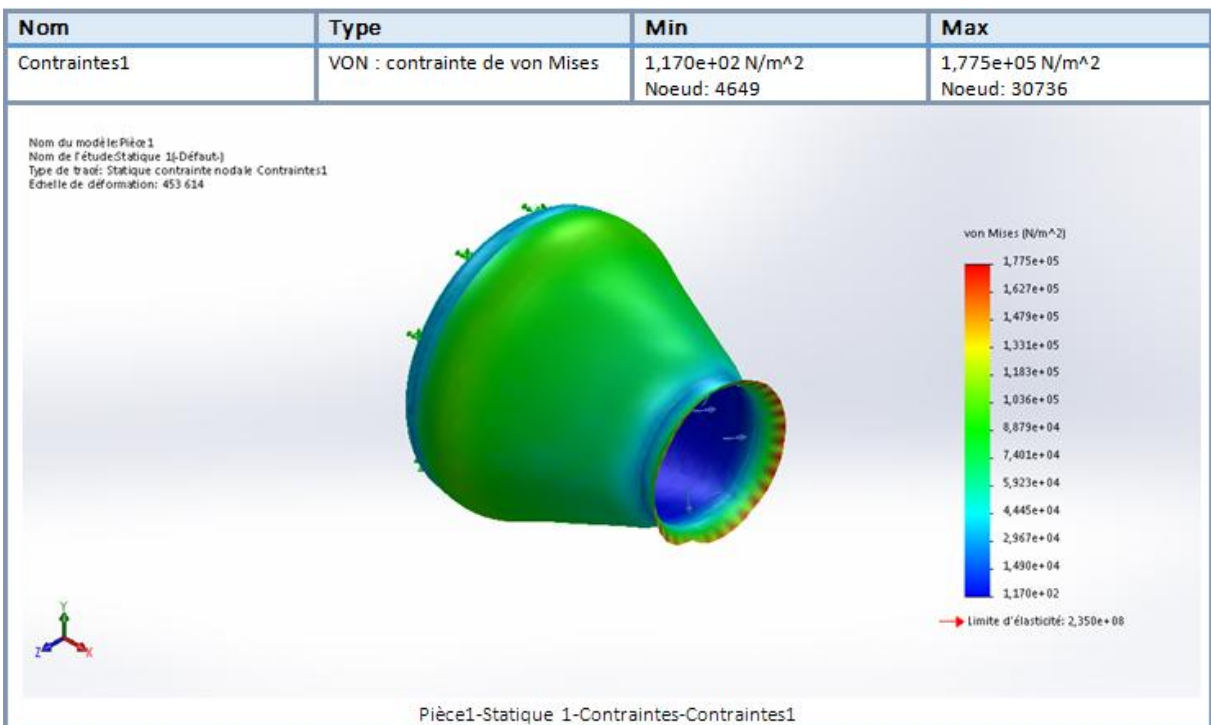 Nom Type Min Max
Contraintes1 VON : contrainte de von Mises 1,170e+02 N/m^2 1,775e+05 N/m^2
Noeud: 4649 Noeud: 30736
Nom du modèle:Pièce1
Nom de l'étude:Statique 1(-Défaut-)
Type de tracé: Statique contrainte nodale Contraintes1
Echelle de déformation: 453 614
von Mises (N/m^2)
1,775e+05
1,627e+05
1,479e+05
1,331e+05
1,183e+05
1,036e+05
8,879e+04
7,401e+04
5,923e+04
4,445e+04
2,967e+04
1,490e+04
1,170e+02
Limite d'élasticité: 2,350e+08
Y
Z X
Pièce1-Statique 1-Contraintes-Contraintes1